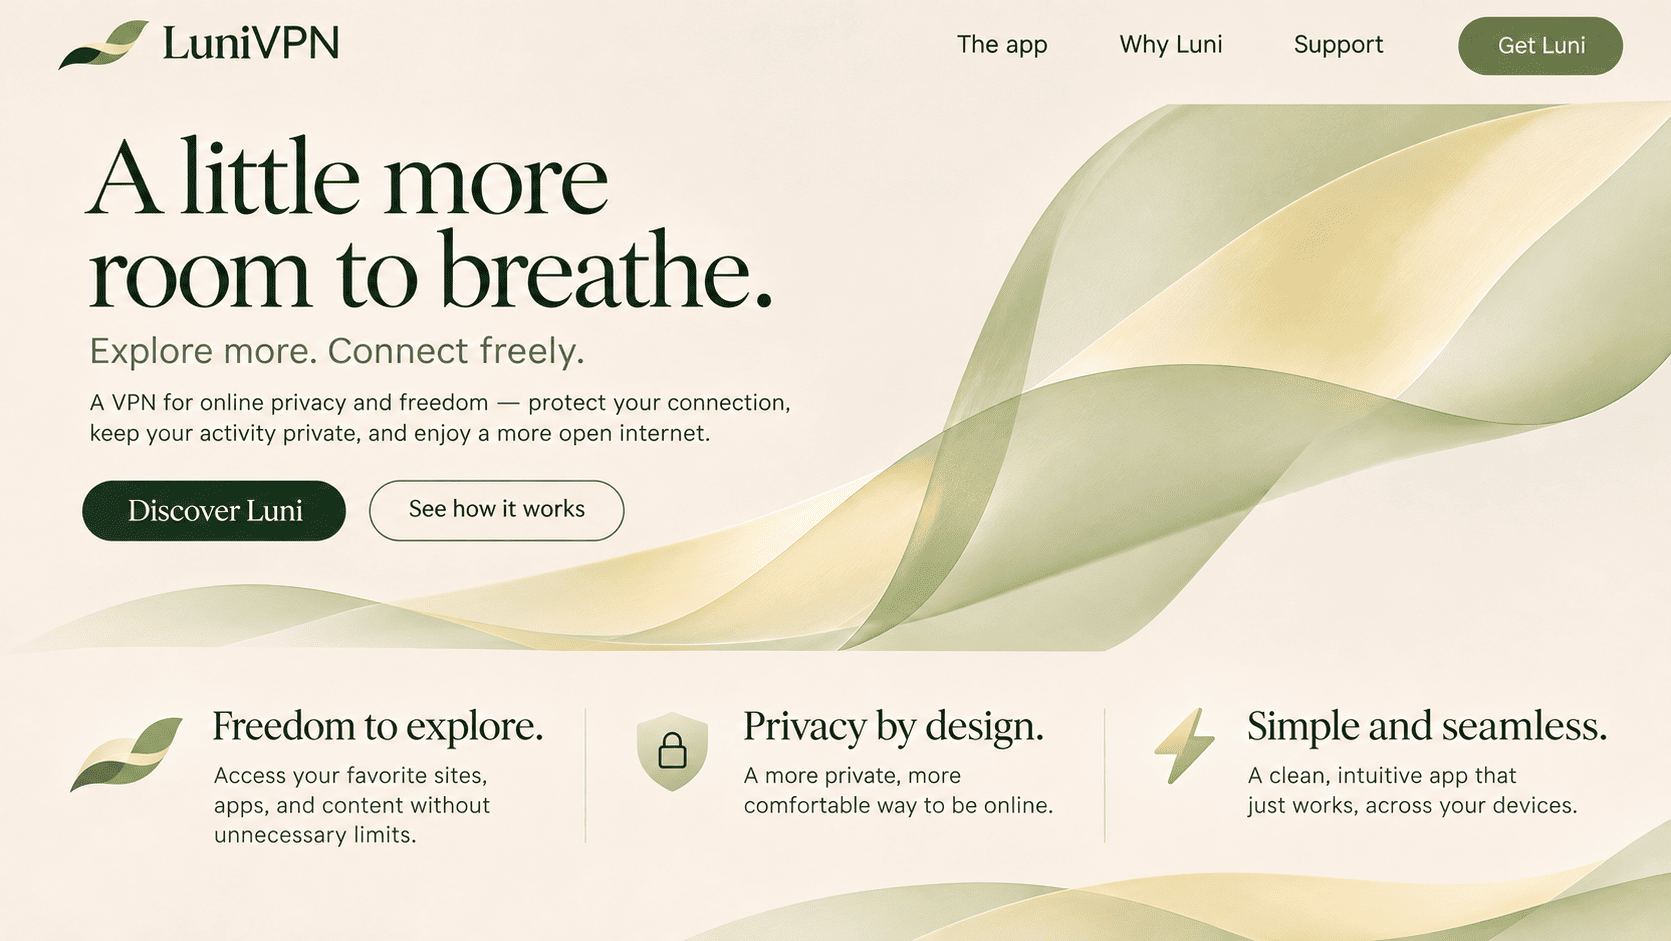 LuniVPN
The app
Why Luni
Support
Get Luni
A little more
room to breathe.
Explore more. Connect freely.
A VPN for online privacy and freedom — protect your connection,
keep your activity private, and enjoy a more open internet.
Discover Luni
See how it works
Freedom to explore.
Access your favorite sites,
apps, and content without
unnecessary limits.
Privacy by design.
A more private, more
comfortable way to be online.
Simple and seamless.
A clean, intuitive app that
just works, across your devices.